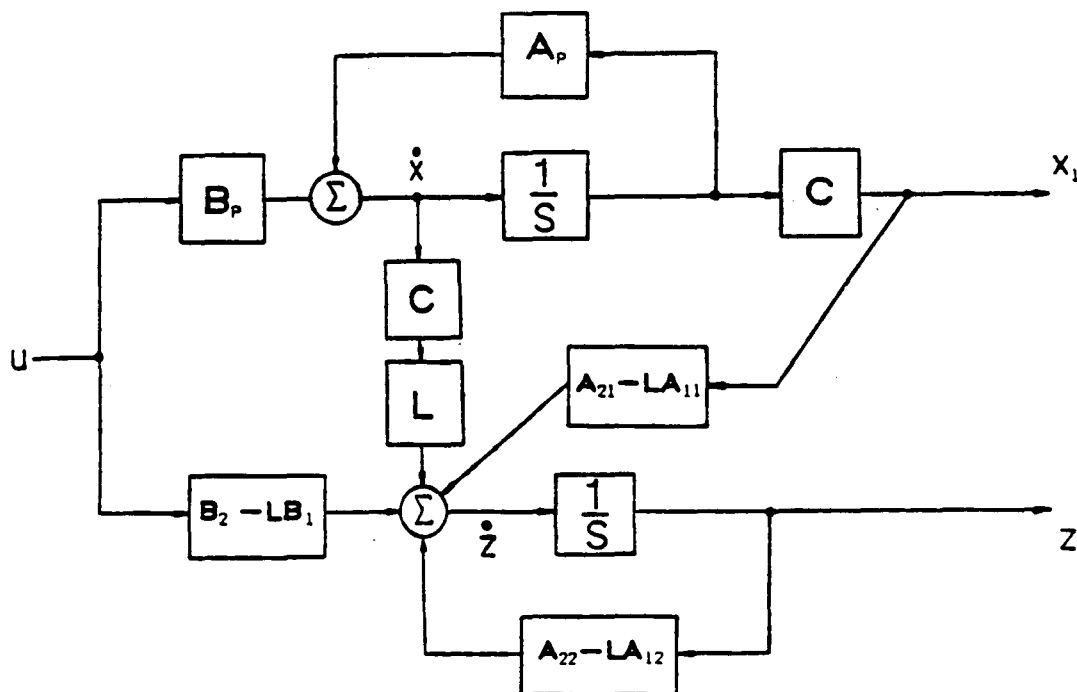 A_P
ẋ
B_P
Σ
1/S
C
X_1
C
U
A_21 − LA_11
L
B_2 − LB_1
Σ
ż
1/S
Z
A_22 − LA_12